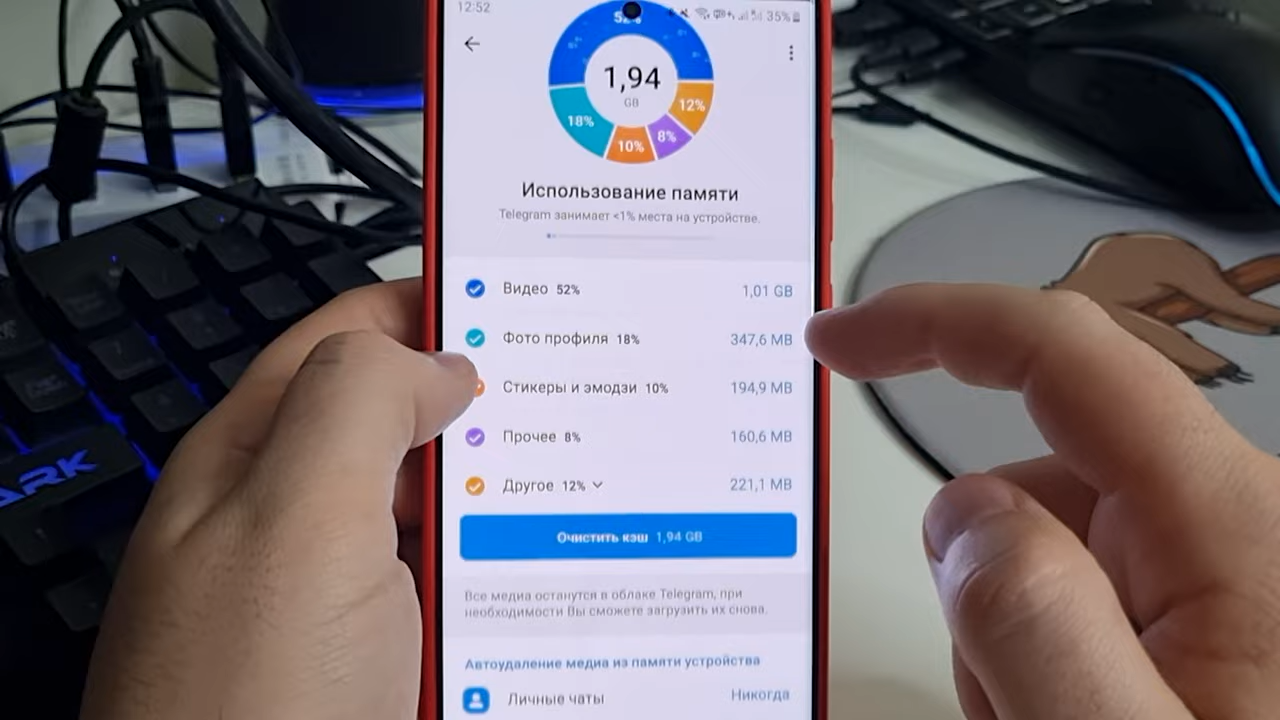 12:52
35%
52%
1,94
GB
12%
18%
8%
10%
Использование памяти
Telegram занимает <1% места на устройстве.
Видео 52% 1,01 GB
Фото профиля 18% 347,6 MB
Стикеры и эмодзи 10% 194,9 MB
Прочее 8% 160,6 MB
Другое 12% 221,1 MB
Очистить кэш 1,94 GB
Все медиа останутся в облаке Telegram, при
необходимости Вы сможете загрузить их снова.
Автоудаление медиа из памяти устройства
Личные чаты Никогда
ARK